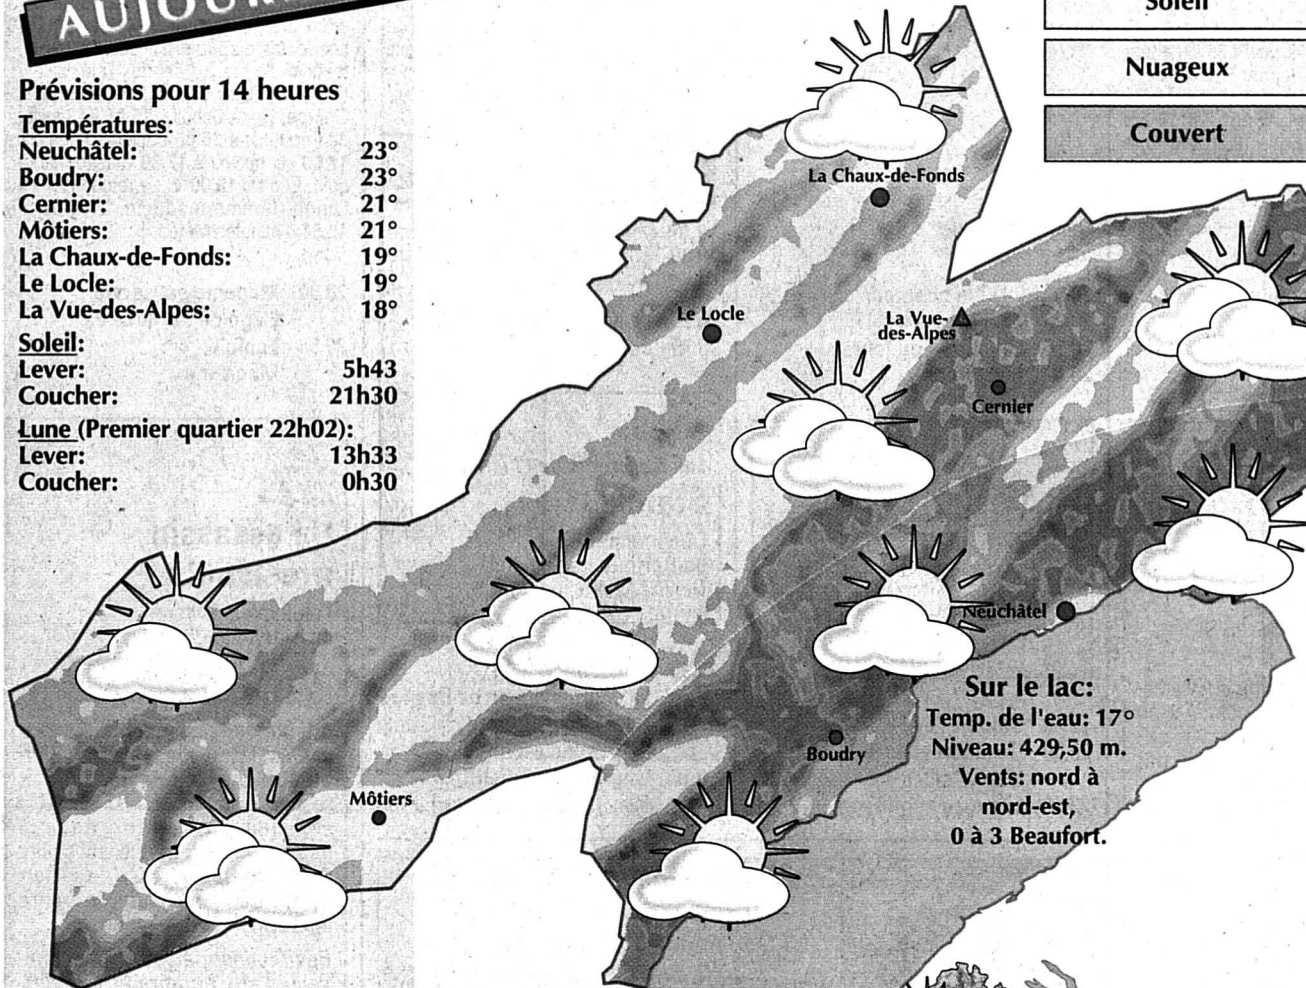 Prévisions pour 14 heures
Températures:
Neuchâtel: 23°
Boudry: 23°
Cernier: 21°
Môtiers: 21°
La Chaux-de-Fonds: 19°
Le Locle: 19°
La Vue-des-Alpes: 18°
Soleil:
Lever: 5h43
Coucher: 21h30
Lune (Premier quartier 22h02):
Lever: 13h33
Coucher: 0h30
Soleil
Nuageux
Couvert
La Chaux-de-Fonds
Le Locle
La Vue-
des-Alpes
Cernier
Neuchâtel
Boudry
Môtiers
Sur le lac:
Temp. de l'eau: 17°
Niveau: 429,50 m.
Vents: nord à
nord-est,
0 à 3 Beaufort.